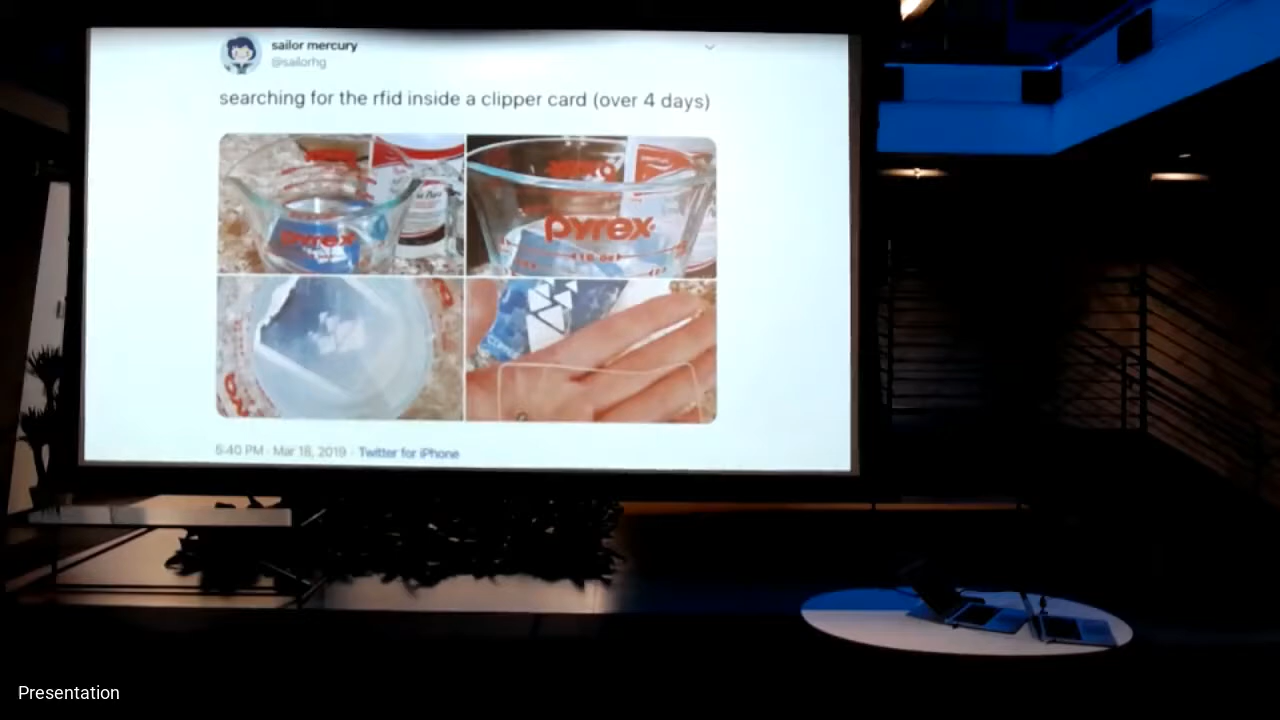 sailor mercury
@sailorhg
searching for the rfid inside a clipper card (over 4 days)
pyrex
pyrex
5:40 PM · Mar 18, 2019 · Twitter for iPhone
Presentation